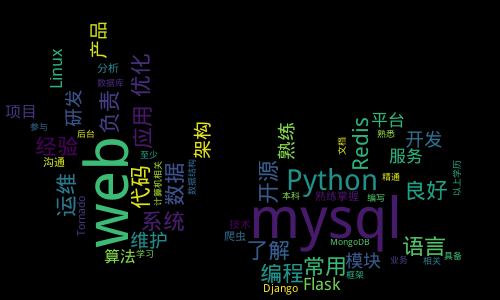 产品
Linux
分析
数据库
优化
项目
研发
负责
应用
参与
后台
经验
沟通
web
至少
架构
代码
计算机相关
数据
数据结构
运维
Tornado
系统
维护
算法
学习
熟练
文档
Redis
平台
熟悉
开发
服务
开源
Python
精通
以上学历
本科
熟练掌握
编写
良好
mysql
技术
爬虫
MongoDB
了解
语言
具备
编程
常用
模块
业务
相关
框架
Django
Flask